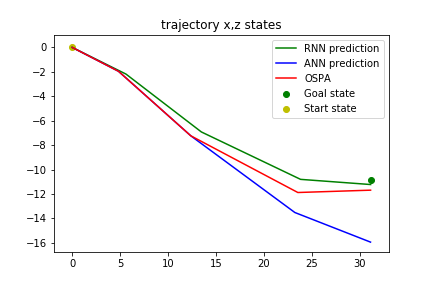 trajectory x,z states
RNN prediction
ANN prediction
OSPA
Goal state
Start state
0
−2
−4
−6
−8
−10
−12
−14
−16
0 5 10 15 20 25 30